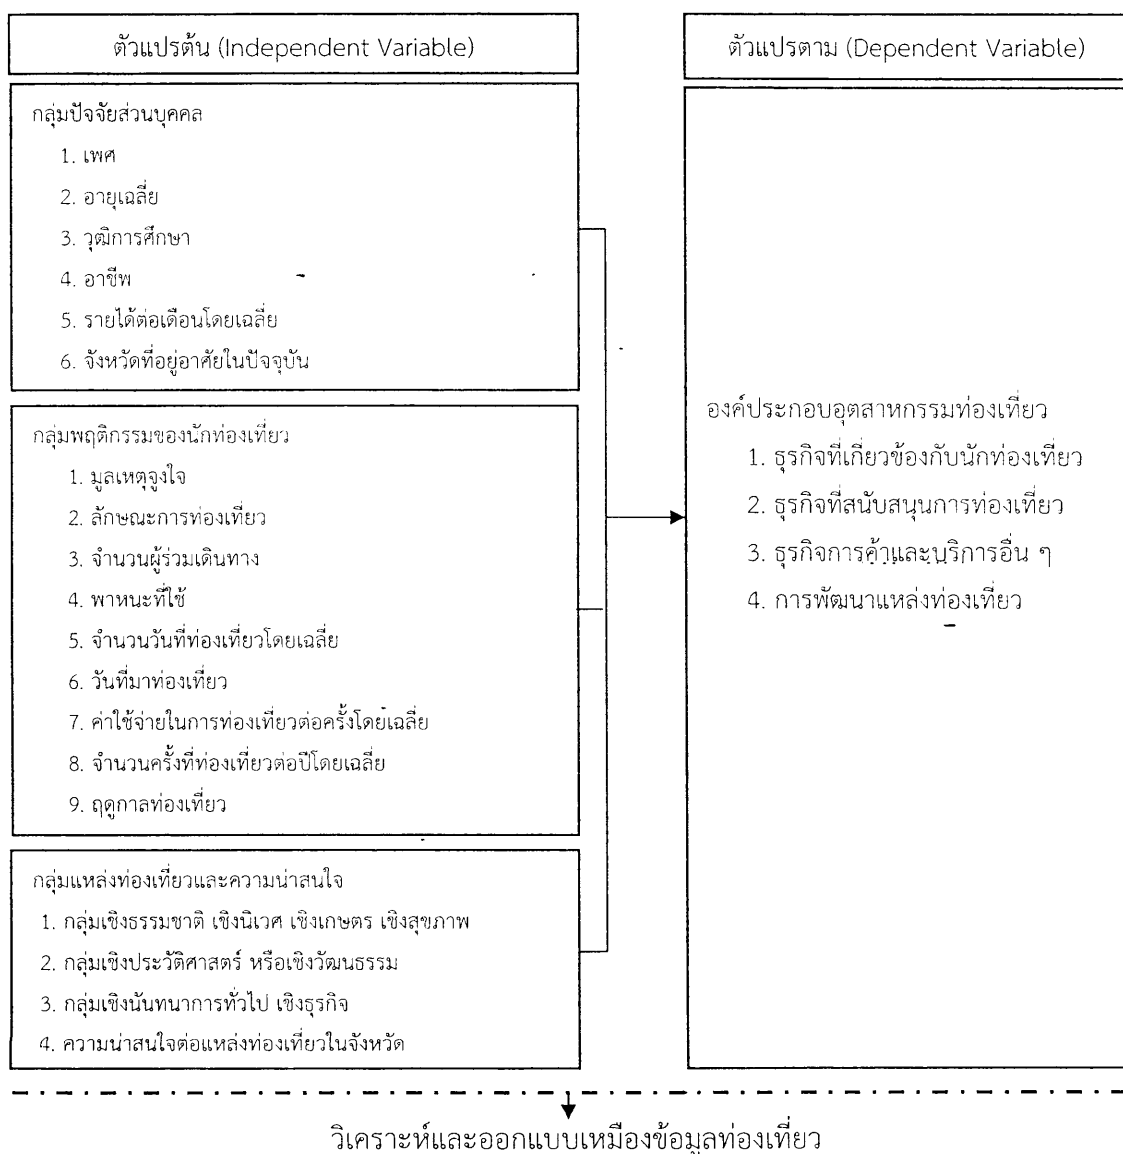 ตัวแปรต้น (Independent Variable)
กลุ่มปัจจัยส่วนบุคคล
1. เพศ
2. อายุเฉลี่ย
3. วุฒิการศึกษา
4. อาชีพ
5. รายได้ต่อเดือนโดยเฉลี่ย
6. จังหวัดที่อยู่อาศัยในปัจจุบัน
กลุ่มพฤติกรรมของนักท่องเที่ยว
1. มูลเหตุจูงใจ
2. ลักษณะการท่องเที่ยว
3. จำนวนผู้ร่วมเดินทาง
4. พาหนะที่ใช้
5. จำนวนวันที่ท่องเที่ยวโดยเฉลี่ย
6. วันที่มาท่องเที่ยว
7. ค่าใช้จ่ายในการท่องเที่ยวต่อครั้งโดยเฉลี่ย
8. จำนวนครั้งที่ท่องเที่ยวต่อปีโดยเฉลี่ย
9. ฤดูกาลท่องเที่ยว
กลุ่มแหล่งท่องเที่ยวและความน่าสนใจ
1. กลุ่มเชิงธรรมชาติ เชิงนิเวศ เชิงเกษตร เชิงสุขภาพ
2. กลุ่มเชิงประวัติศาสตร์ หรือเชิงวัฒนธรรม
3. กลุ่มเชิงนันทนาการทั่วไป เชิงธุรกิจ
4. ความน่าสนใจต่อแหล่งท่องเที่ยวในจังหวัด
ตัวแปรตาม (Dependent Variable)
องค์ประกอบอุตสาหกรรมท่องเที่ยว
1. ธุรกิจที่เกี่ยวข้องกับนักท่องเที่ยว
2. ธุรกิจที่สนับสนุนการท่องเที่ยว
3. ธุรกิจการค้าและบริการอื่น ๆ
4. การพัฒนาแหล่งท่องเที่ยว
วิเคราะห์และออกแบบเหมืองข้อมูลท่องเที่ยว